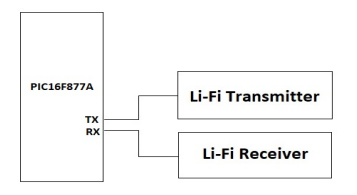 PIC16F877A
Li-Fi Transmitter
TX
RX
Li-Fi Receiver